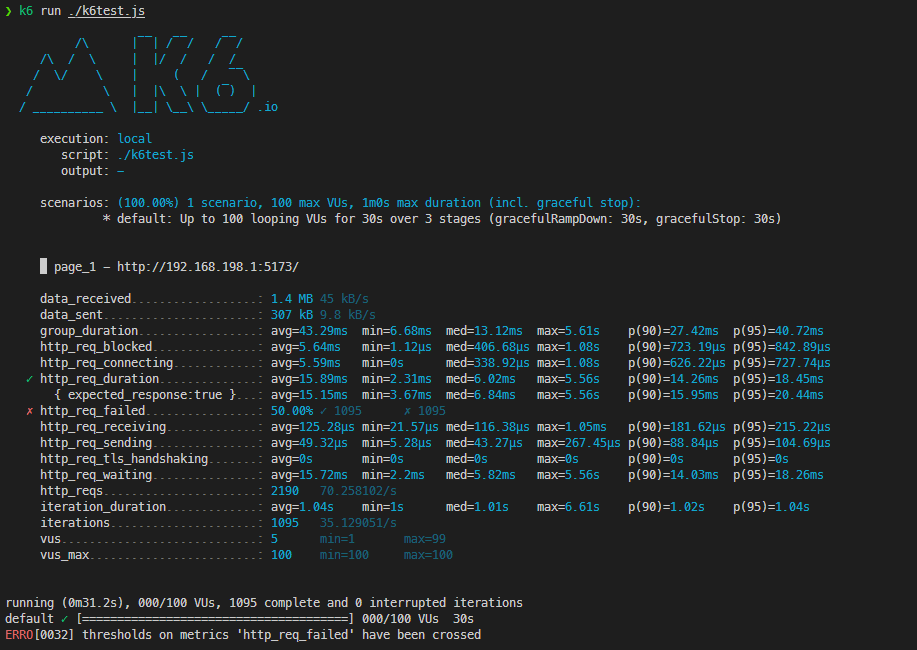 ❯ k6 run ./k6test.js
.io
execution: local
script: ./k6test.js
output: -
scenarios: (100.00%) 1 scenario, 100 max VUs, 1m0s max duration (incl. graceful stop):
* default: Up to 100 looping VUs for 30s over 3 stages (gracefulRampDown: 30s, gracefulStop: 30s)
█ page_1 - http://192.168.198.1:5173/
data_received..................: 1.4 MB 45 kB/s
data_sent......................: 307 kB 9.8 kB/s
group_duration.................: avg=43.29ms min=6.68ms med=13.12ms max=5.61s p(90)=27.42ms p(95)=40.72ms
http_req_blocked...............: avg=5.64ms min=1.12µs med=406.68µs max=1.08s p(90)=723.19µs p(95)=842.89µs
http_req_connecting............: avg=5.59ms min=0s med=338.92µs max=1.08s p(90)=626.22µs p(95)=727.74µs
✓ http_req_duration..............: avg=15.89ms min=2.31ms med=6.02ms max=5.56s p(90)=14.26ms p(95)=18.45ms
{ expected_response:true }...: avg=15.15ms min=3.67ms med=6.84ms max=5.56s p(90)=15.95ms p(95)=20.44ms
✗ http_req_failed................: 50.00% ✓ 1095 ✗ 1095
http_req_receiving.............: avg=125.28µs min=21.57µs med=116.38µs max=1.05ms p(90)=181.62µs p(95)=215.22µs
http_req_sending...............: avg=49.32µs min=5.28µs med=43.27µs max=267.45µs p(90)=88.84µs p(95)=104.69µs
http_req_tls_handshaking.......: avg=0s min=0s med=0s max=0s p(90)=0s p(95)=0s
http_req_waiting...............: avg=15.72ms min=2.2ms med=5.82ms max=5.56s p(90)=14.03ms p(95)=18.26ms
http_reqs......................: 2190 70.258102/s
iteration_duration.............: avg=1.04s min=1s med=1.01s max=6.61s p(90)=1.02s p(95)=1.04s
iterations.....................: 1095 35.129051/s
vus............................: 5 min=1 max=99
vus_max........................: 100 min=100 max=100
running (0m31.2s), 000/100 VUs, 1095 complete and 0 interrupted iterations
default ✓ [======================================] 000/100 VUs 30s
ERRO[0032] thresholds on metrics 'http_req_failed' have been crossed